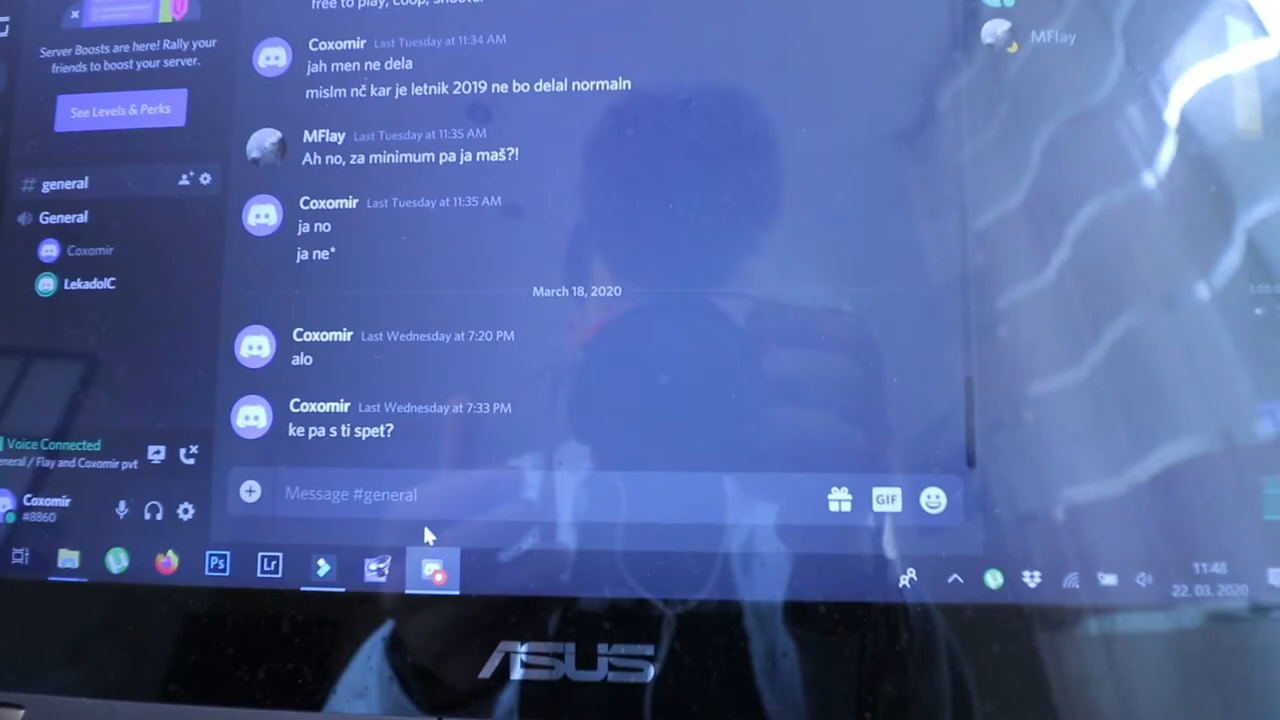 Server Boosts are here! Rally your
friends to boost your server.
See Levels & Perks
# general
General
Coxomir
LekadolC
Voice Connected
eneral / Flay and Coxomir pvt
Coxomir
#8860
free to play, coop, shooter
Coxomir Last Tuesday at 11:34 AM
jah men ne dela
mislm nč kar je letnik 2019 ne bo delal normaln
MFlay Last Tuesday at 11:35 AM
Ah no, za minimum pa ja maš?!
Coxomir Last Tuesday at 11:35 AM
ja no
ja ne*
March 18, 2020
Coxomir Last Wednesday at 7:20 PM
alo
Coxomir Last Wednesday at 7:33 PM
ke pa s ti spet?
Message #general
GIF
MFlay
Ps
Lr
11:48
22. 03. 2020
ASUS